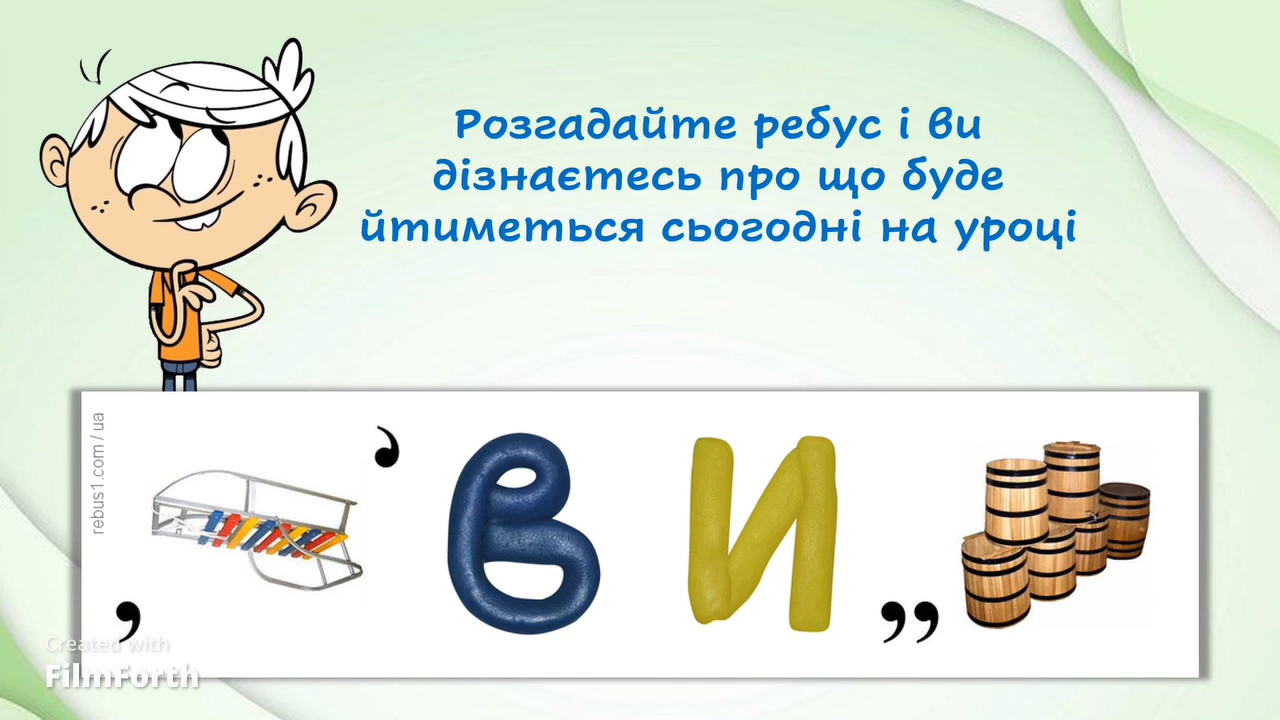 Розгадайте ребус і ви
дізнаєтесь про що буде
йтиметься сьогодні на уроці
rebus1.com / ua
, ’ В И ,,
Created with
FilmForth